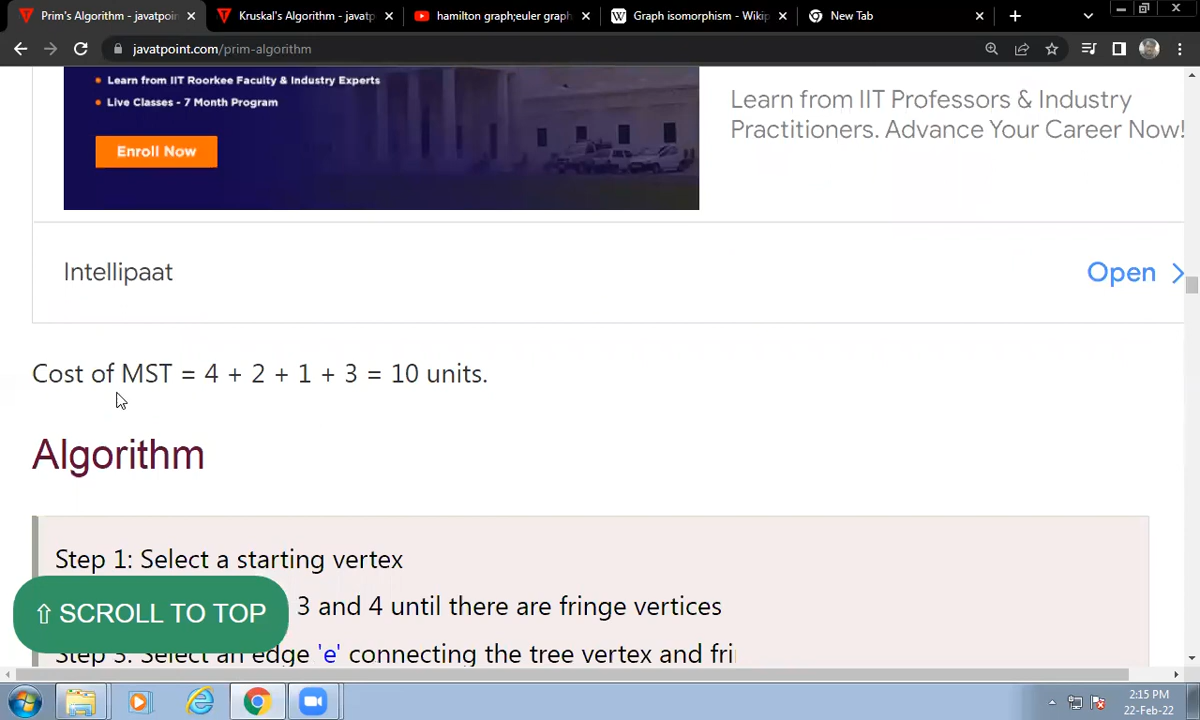 Prim's Algorithm - javatpoin
Kruskal's Algorithm - javatp
hamilton graph;euler graph
Graph isomorphism - Wikip
New Tab
javatpoint.com/prim-algorithm
Learn from IIT Roorkee Faculty & Industry Experts
Live Classes - 7 Month Program
Enroll Now
Learn from IIT Professors & Industry
Practitioners. Advance Your Career Now!
Intellipaat
Open
Cost of MST = 4 + 2 + 1 + 3 = 10 units.
Algorithm
Step 1: Select a starting vertex
3 and 4 until there are fringe vertices
⇧ SCROLL TO TOP
Step 3: Select an edge 'e' connecting the tree vertex and fri
2:15 PM
22-Feb-22